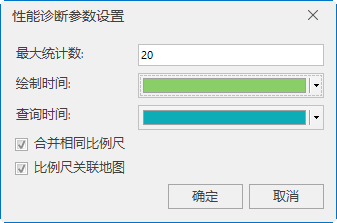 性能诊断参数设置
最大统计数:
20
绘制时间:
查询时间:
合并相同比例尺
比例尺关联地图
确定
取消